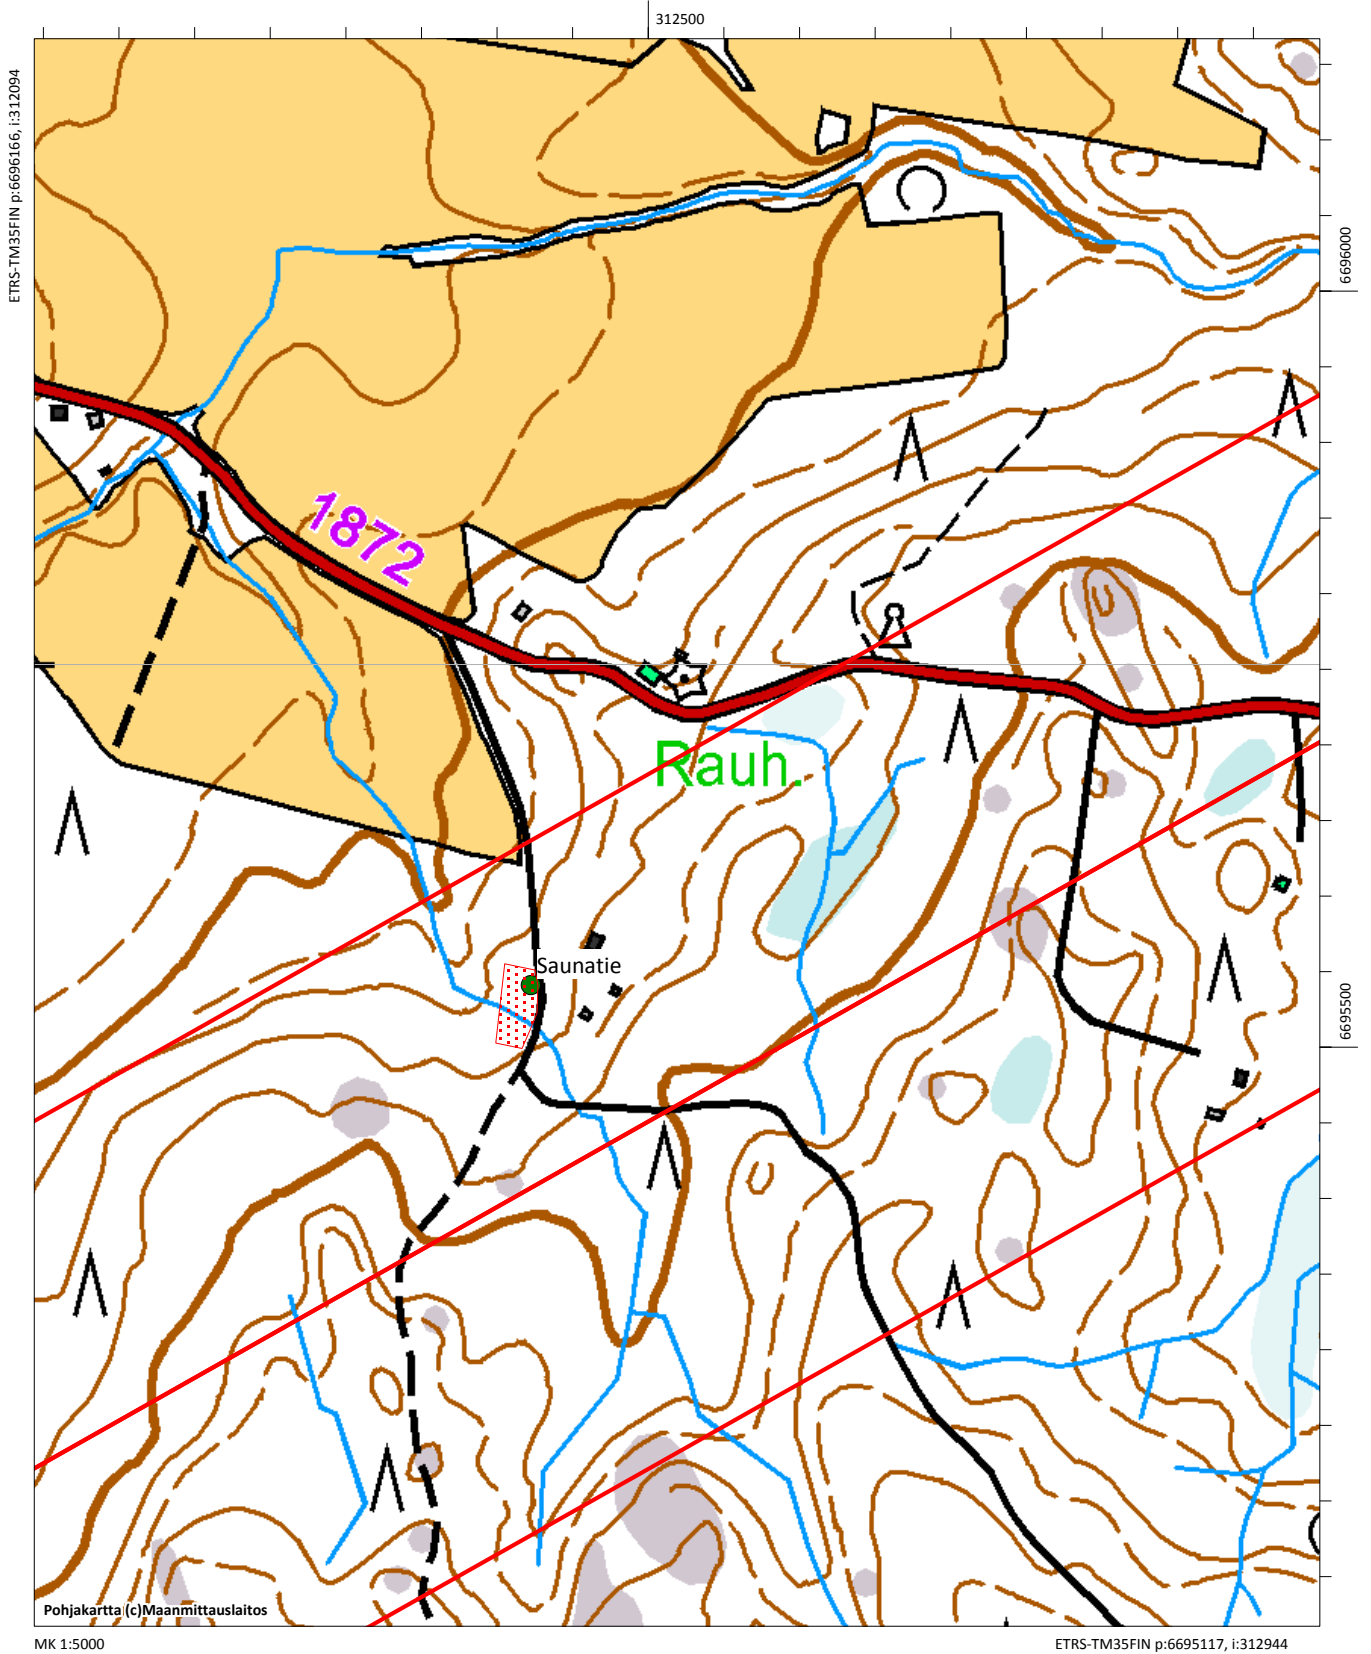 312500
ETRS-TM35FIN p:6696166, i:312094
6696000
1872
Rauh.
Saunatie
6695500
Pohjakartta (c)Maanmittauslaitos
MK 1:5000
ETRS-TM35FIN p:6695117, i:312944